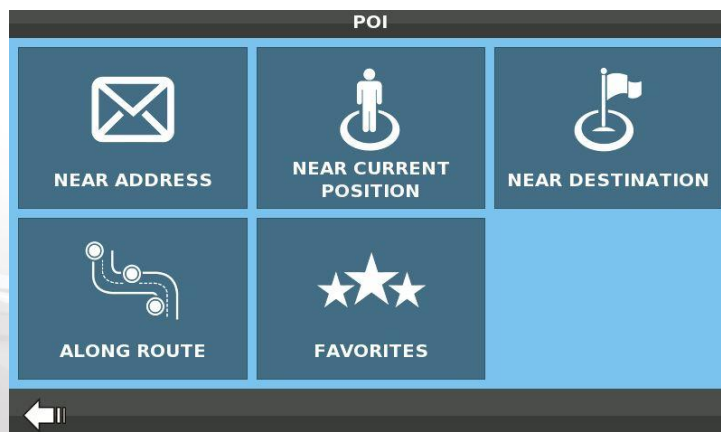 POI
NEAR ADDRESS
NEAR CURRENT
POSITION
NEAR DESTINATION
ALONG ROUTE
FAVORITES